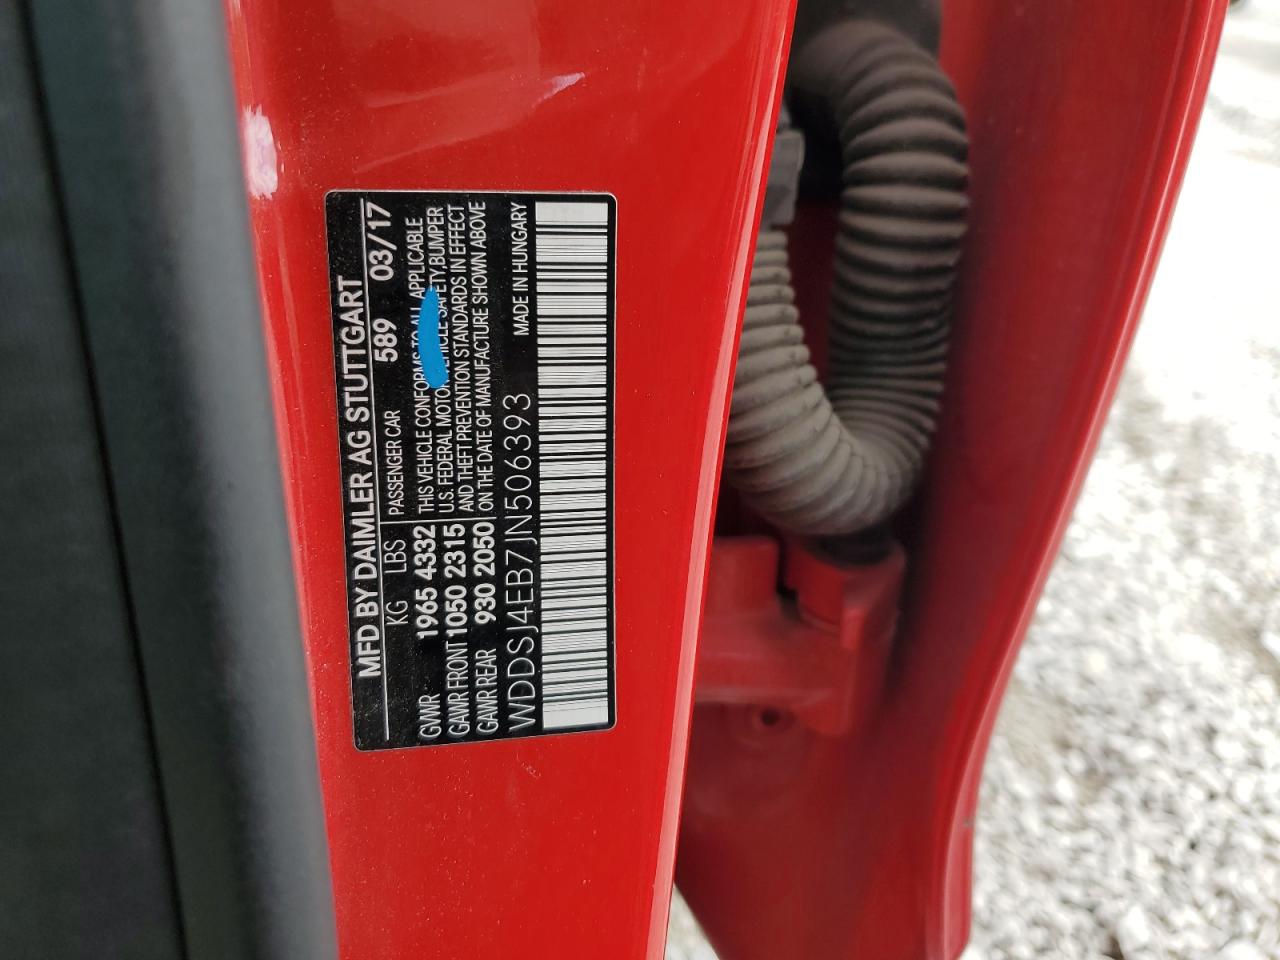 MFD BY DAIMLER AG STUTTGART
KG LBS PASSENGER CAR 589 03/17
GWR 1965 4332 THIS VEHICLE CONFORMS TO ALL APPLICABLE
GAWR FRONT 1050 2315 U.S. FEDERAL MOTOR VEHICLE SAFETY,BUMPER
GAWR REAR 930 2050 AND THEFT PREVENTION STANDARDS IN EFFECT
ON THE DATE OF MANUFACTURE SHOWN ABOVE
WDDSJ4EB7JN506393 MADE IN HUNGARY